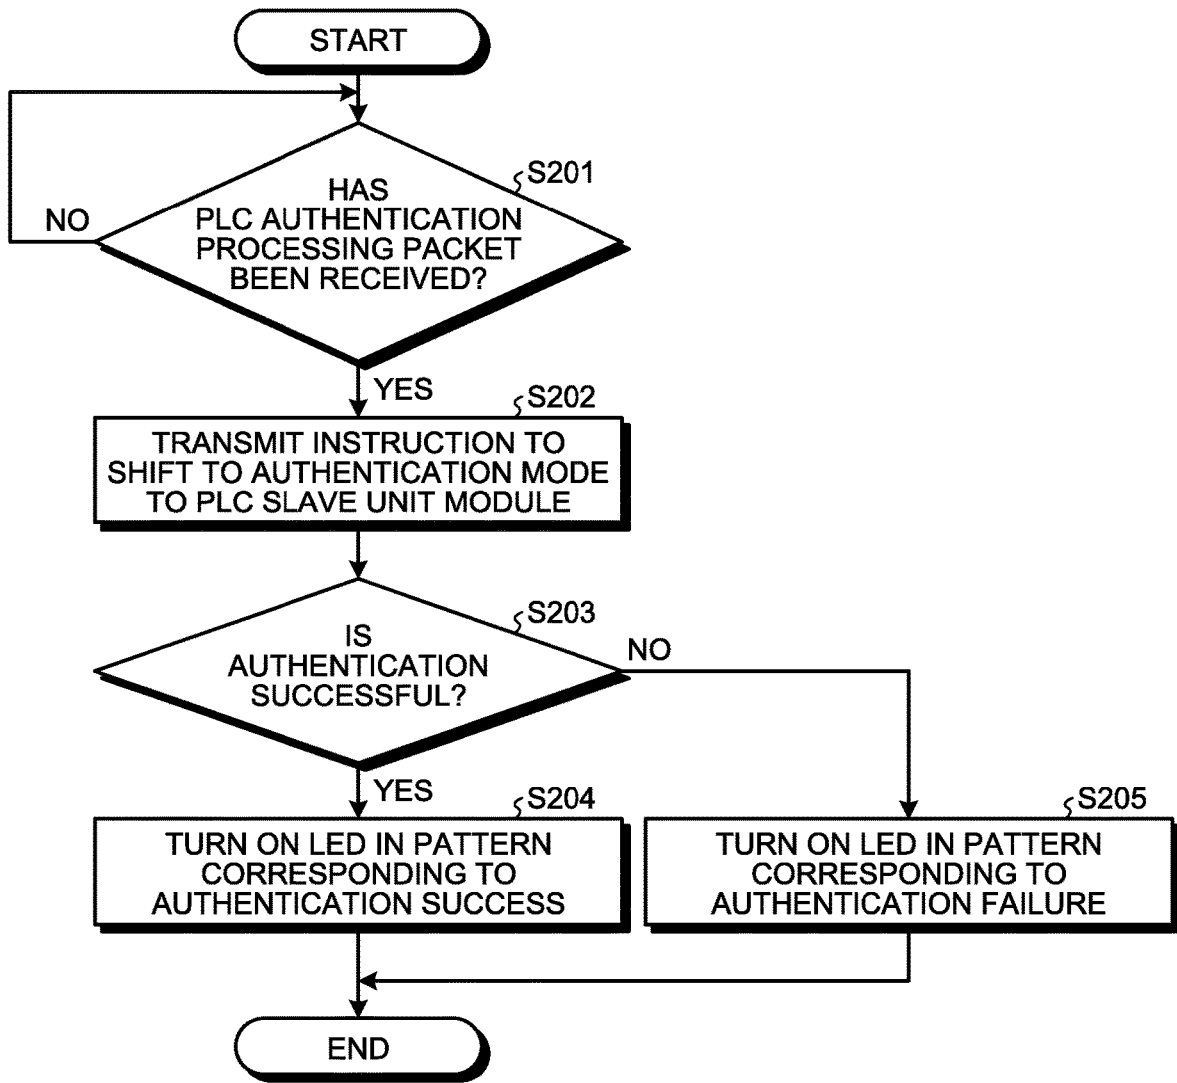 START
S201
HAS
PLC AUTHENTICATION
PROCESSING PACKET
BEEN RECEIVED?
NO
YES
S202
TRANSMIT INSTRUCTION TO
SHIFT TO AUTHENTICATION MODE
TO PLC SLAVE UNIT MODULE
S203
IS
AUTHENTICATION
SUCCESSFUL?
NO
YES
S204
TURN ON LED IN PATTERN
CORRESPONDING TO
AUTHENTICATION SUCCESS
S205
TURN ON LED IN PATTERN
CORRESPONDING TO
AUTHENTICATION FAILURE
END